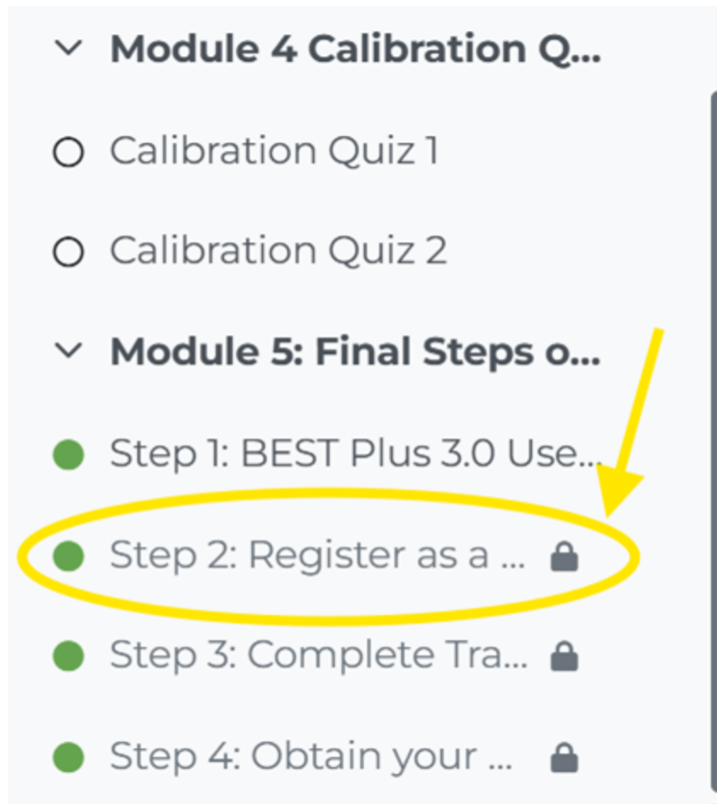 Module 4 Calibration Q...
Calibration Quiz 1
Calibration Quiz 2
Module 5: Final Steps o...
Step 1: BEST Plus 3.0 Use...
Step 2: Register as a ...
Step 3: Complete Tra...
Step 4: Obtain your ...